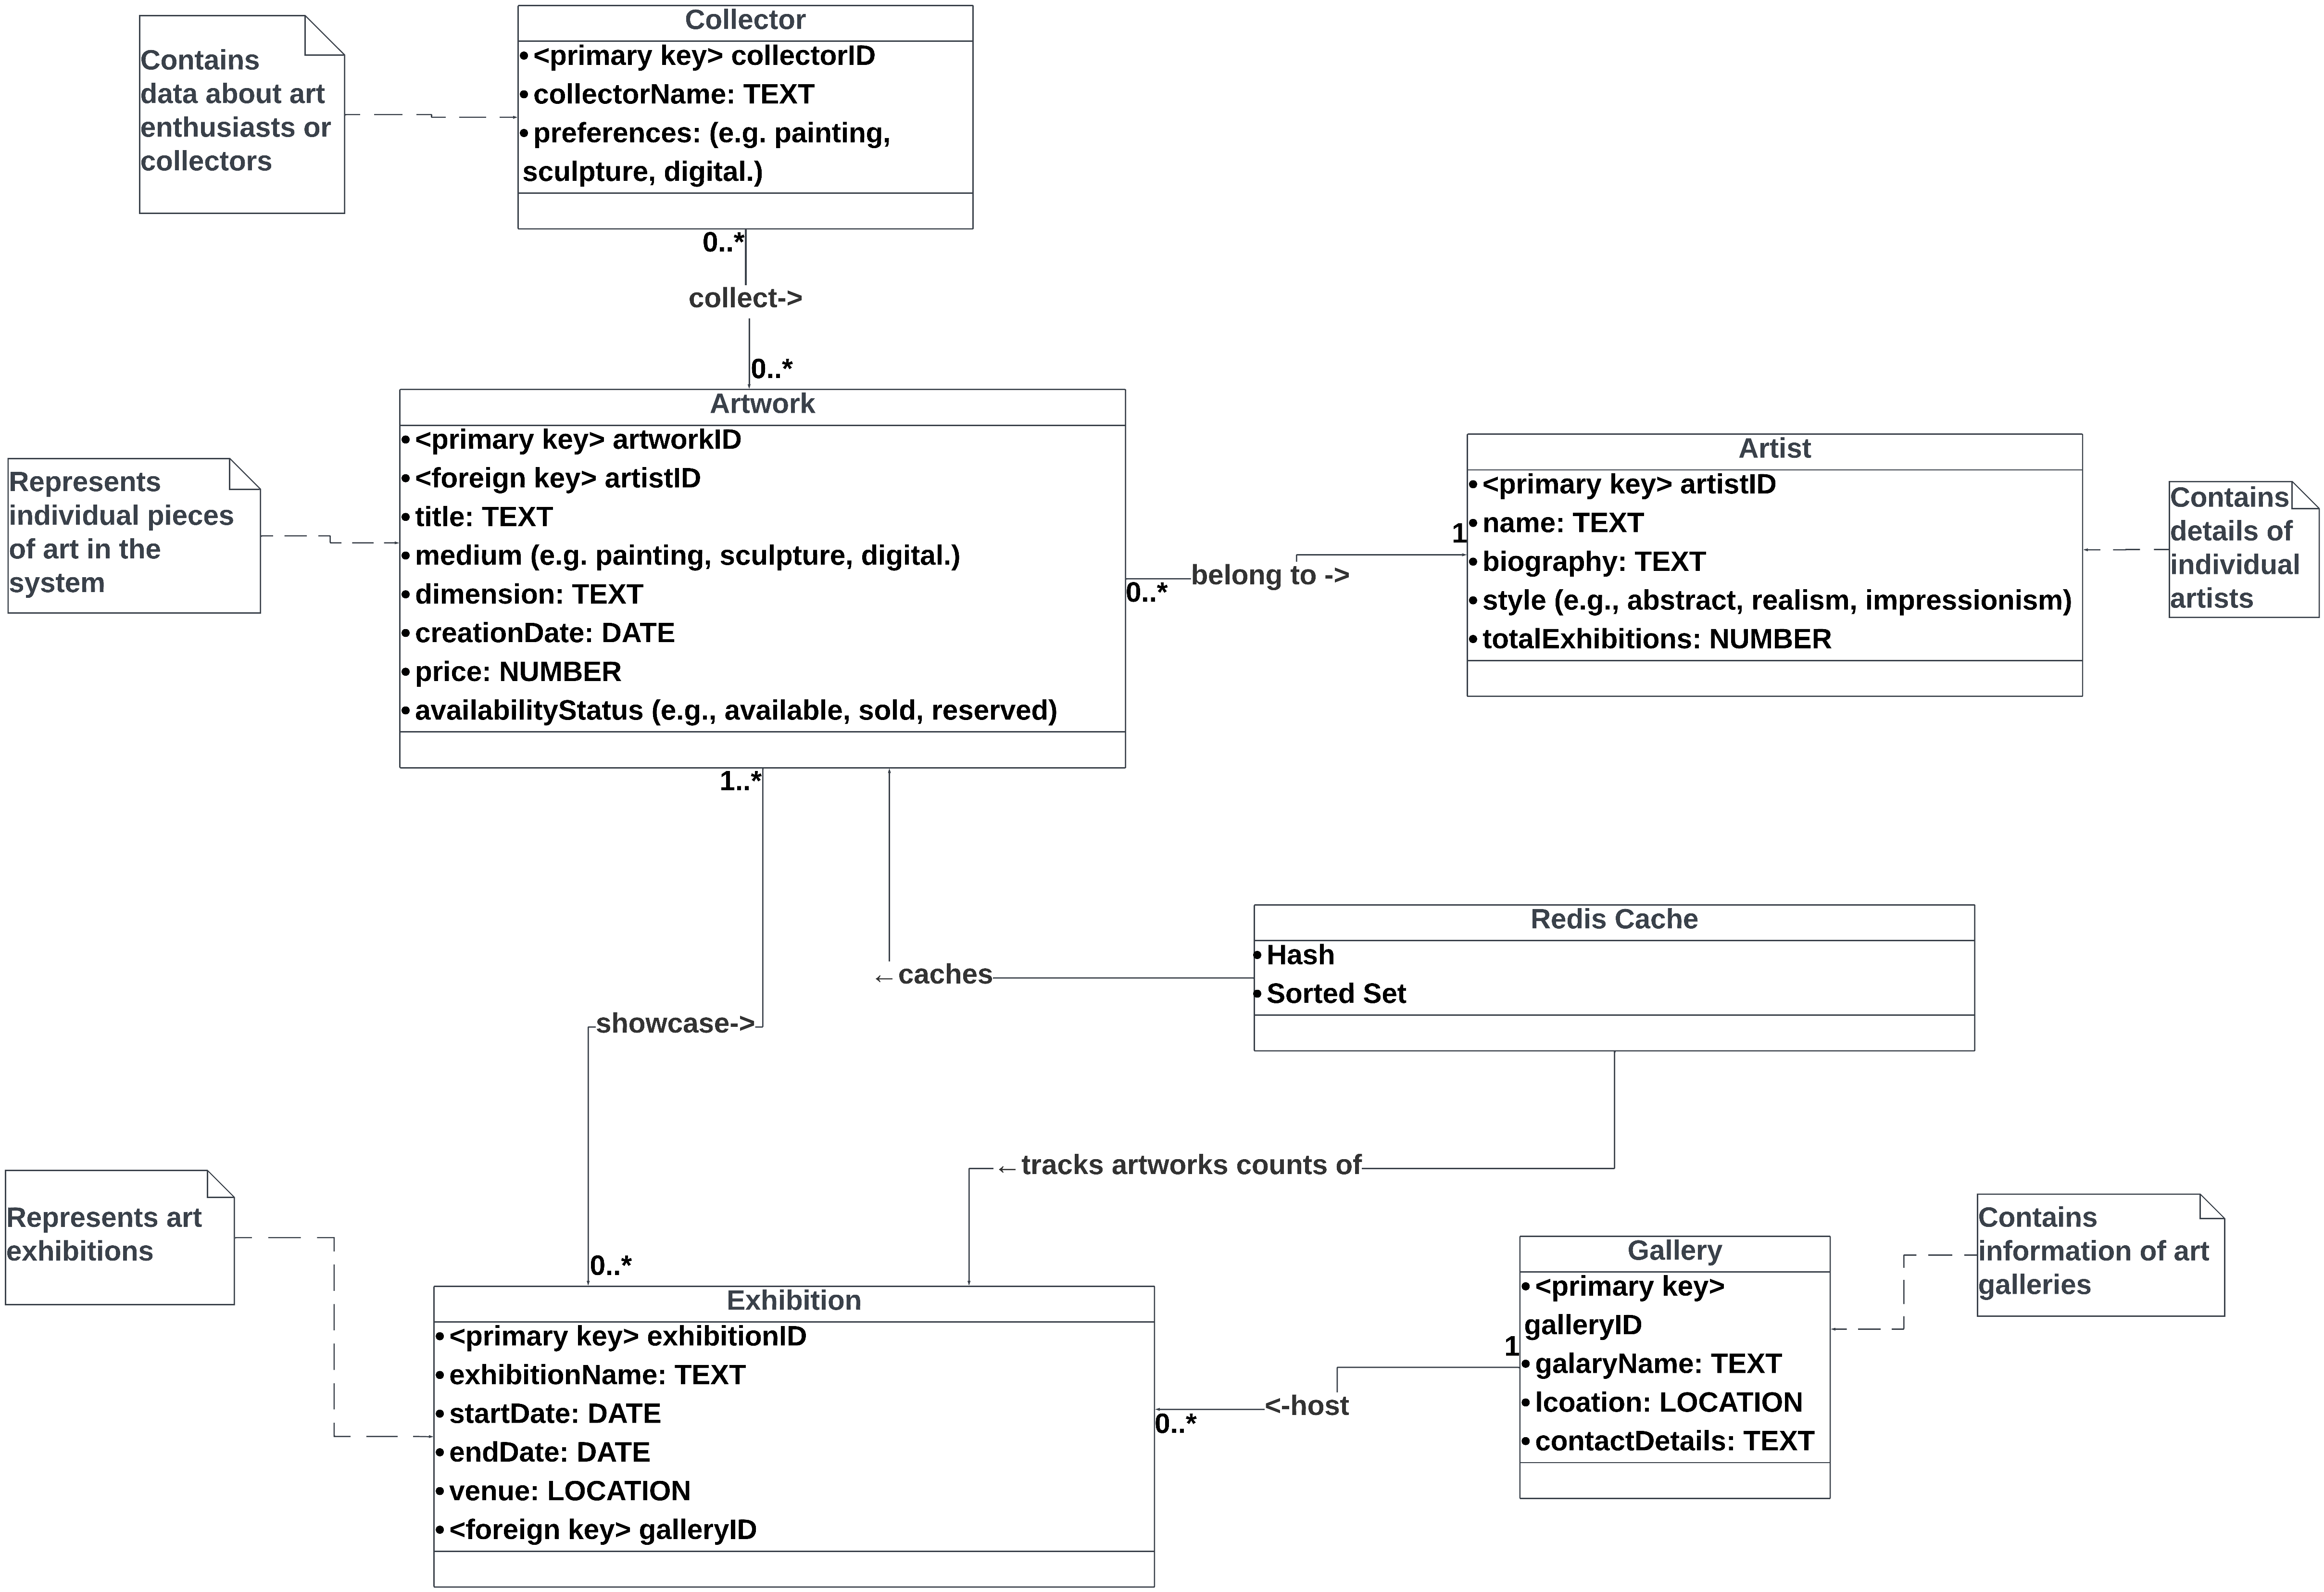 Collector
• <primary key> collectorID
• collectorName: TEXT
• preferences: (e.g. painting,
sculpture, digital.)
Contains
data about art
enthusiasts or
collectors
0..*
collect->
0..*
Artwork
• <primary key> artworkID
• <foreign key> artistID
• title: TEXT
• medium (e.g. painting, sculpture, digital.)
• dimension: TEXT
• creationDate: DATE
• price: NUMBER
• availabilityStatus (e.g., available, sold, reserved)
Represents
individual pieces
of art in the
system
0..*
belong to ->
1
Artist
• <primary key> artistID
• name: TEXT
• biography: TEXT
• style (e.g., abstract, realism, impressionism)
• totalExhibitions: NUMBER
Contains
details of
individual
artists
1..*
showcase->
0..*
Redis Cache
• Hash
• Sorted Set
← caches
← tracks artworks counts of
Represents art
exhibitions
Exhibition
• <primary key> exhibitionID
• exhibitionName: TEXT
• startDate: DATE
• endDate: DATE
• venue: LOCATION
• <foreign key> galleryID
0..*
<-host
1
Gallery
• <primary key>
galleryID
• galaryName: TEXT
• lcoation: LOCATION
• contactDetails: TEXT
Contains
information of art
galleries